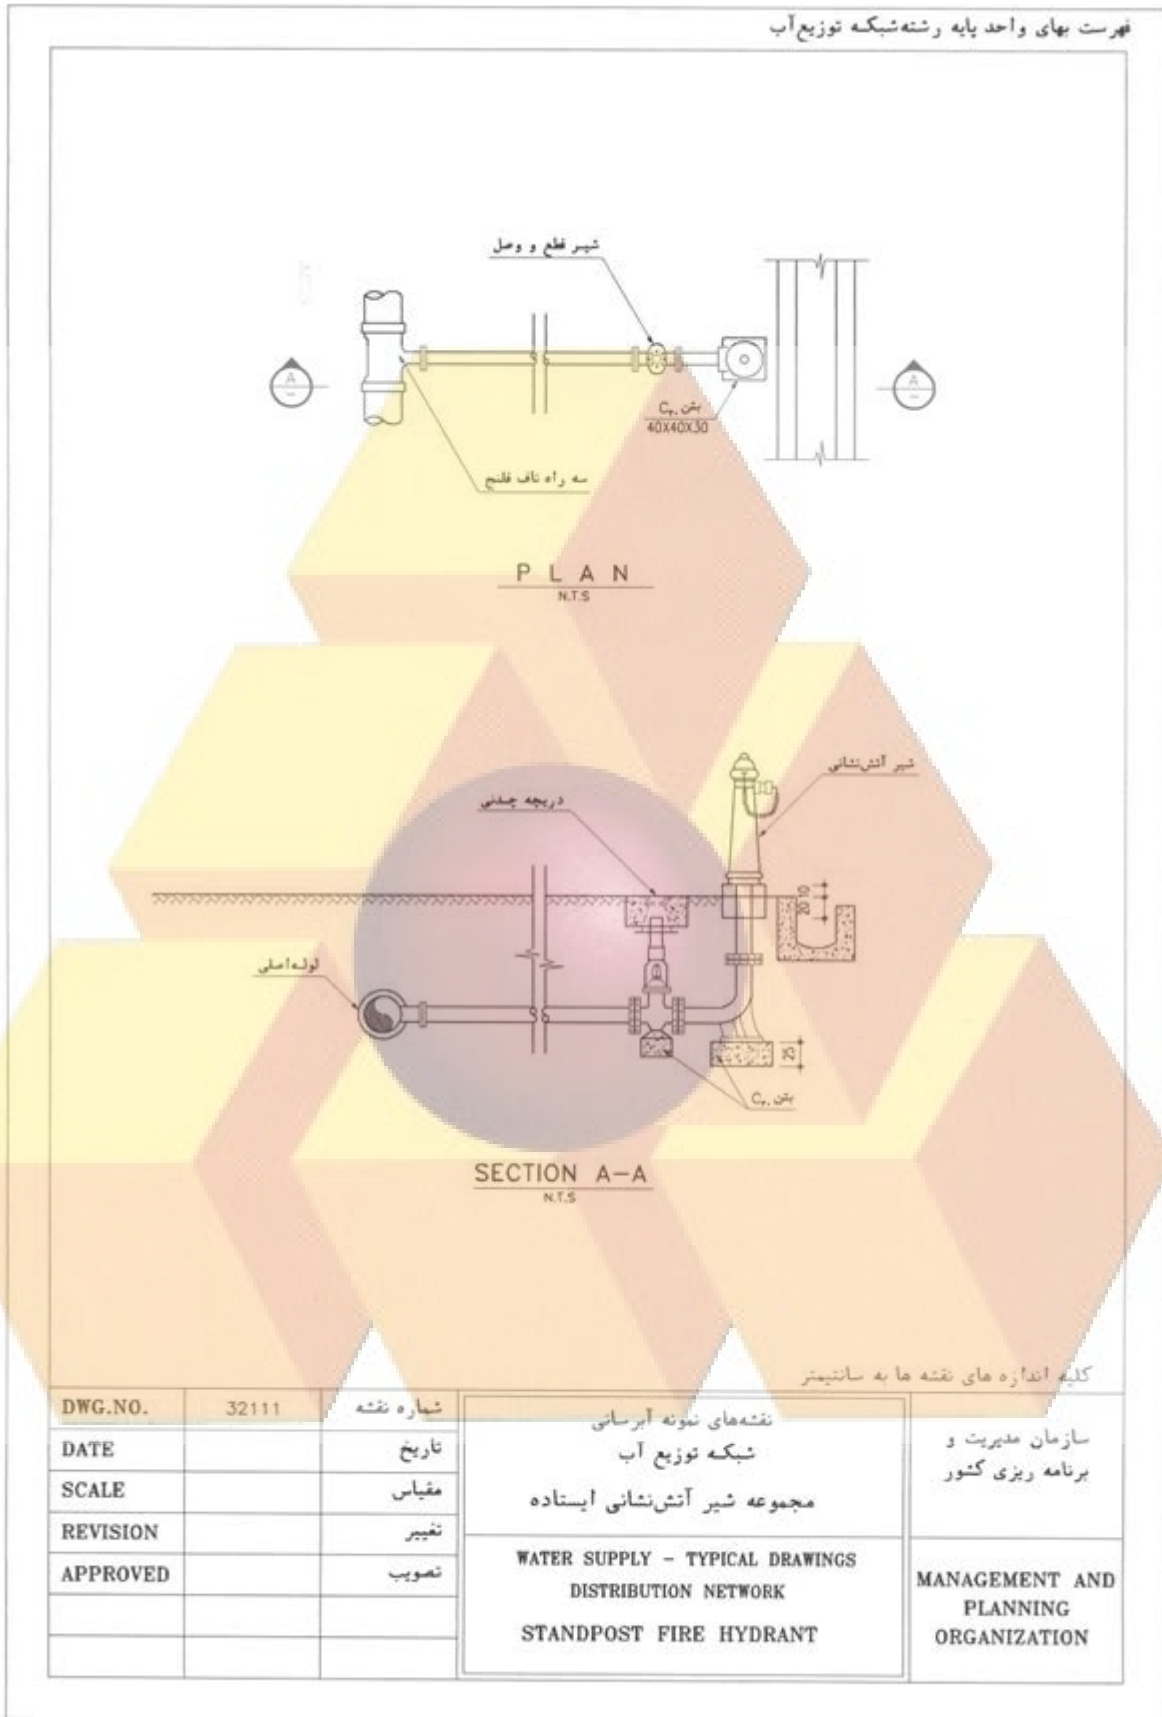 فهرست بهای واحد پایه رشته شبکه توزیع آب
شیر قطع و وصل
A
A
بتن C۲۰
40X40X30
سه راه ناف فلنج
PLAN
N.T.S
شیر آتش‌نشانی
دریچه چدنی
10
20
لوله اصلی
25
بتن C۲۰
SECTION A-A
N.T.S
کلیه اندازه های نقشه ها به سانتیمتر
DWG.NO. 32111 شماره نقشه
DATE تاریخ
SCALE مقیاس
REVISION تغییر
APPROVED تصویب
نقشه‌های نمونه آبرسانی
شبکه توزیع آب
مجموعه شیر آتش‌نشانی ایستاده
WATER SUPPLY – TYPICAL DRAWINGS
DISTRIBUTION NETWORK
STANDPOST FIRE HYDRANT
سازمان مدیریت و
برنامه ریزی کشور
MANAGEMENT AND
PLANNING
ORGANIZATION